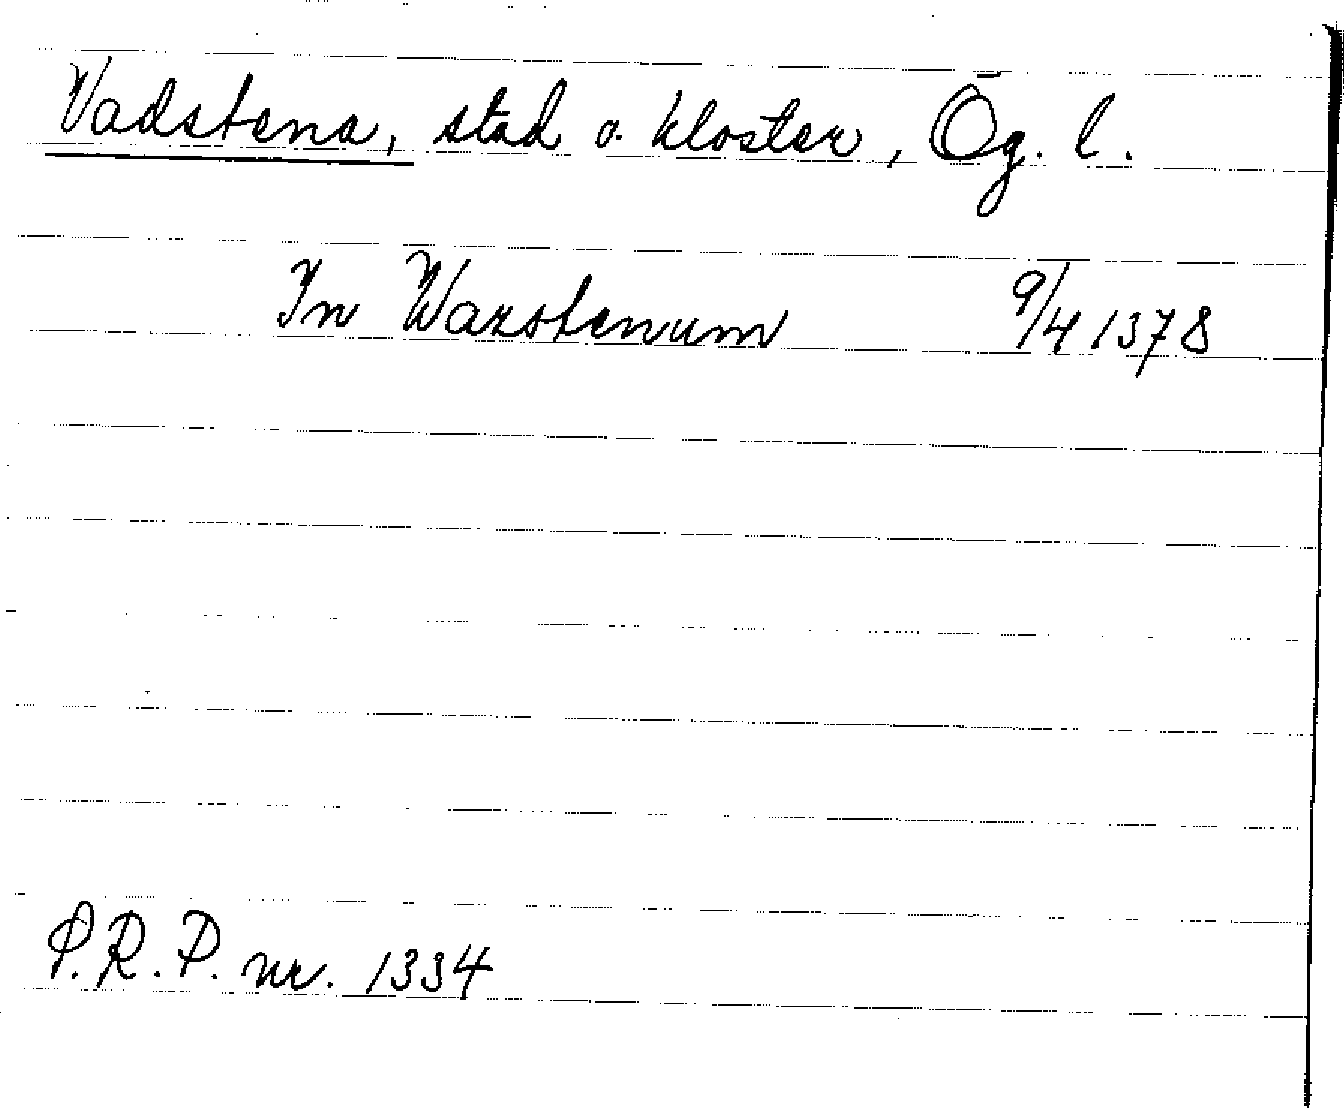 Vadstena, stad o. kloster, Ög. l.
In Wazstenum 9/4 1378
P.R.P. nr. 1334